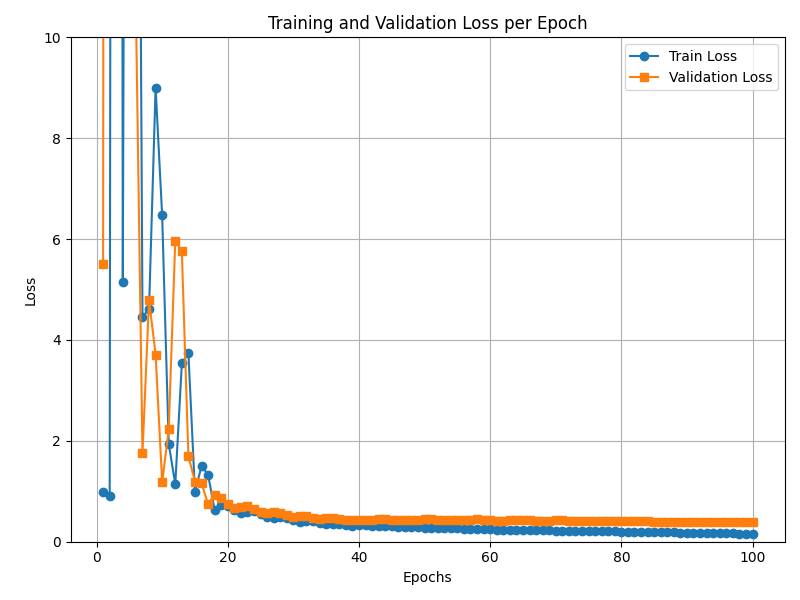 Training and Validation Loss per Epoch
Train Loss
Validation Loss
10
8
6
4
2
0
Loss
0 20 40 60 80 100
Epochs